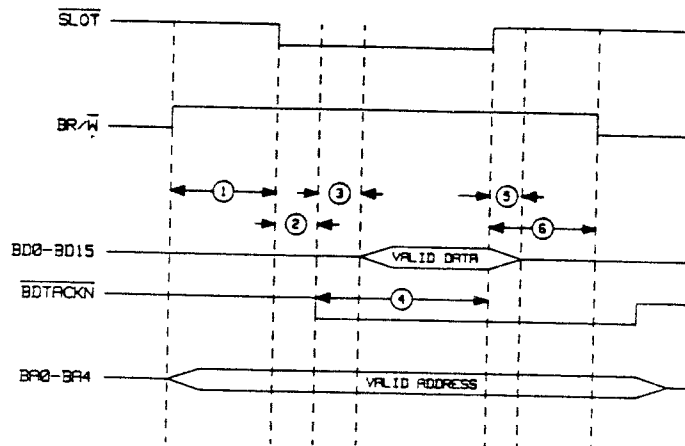 SLOT
BR/W
1
3
5
2
6
BD0-BD15
VALID DATA
BDTACKN
4
BA0-BA4
VALID ADDRESS